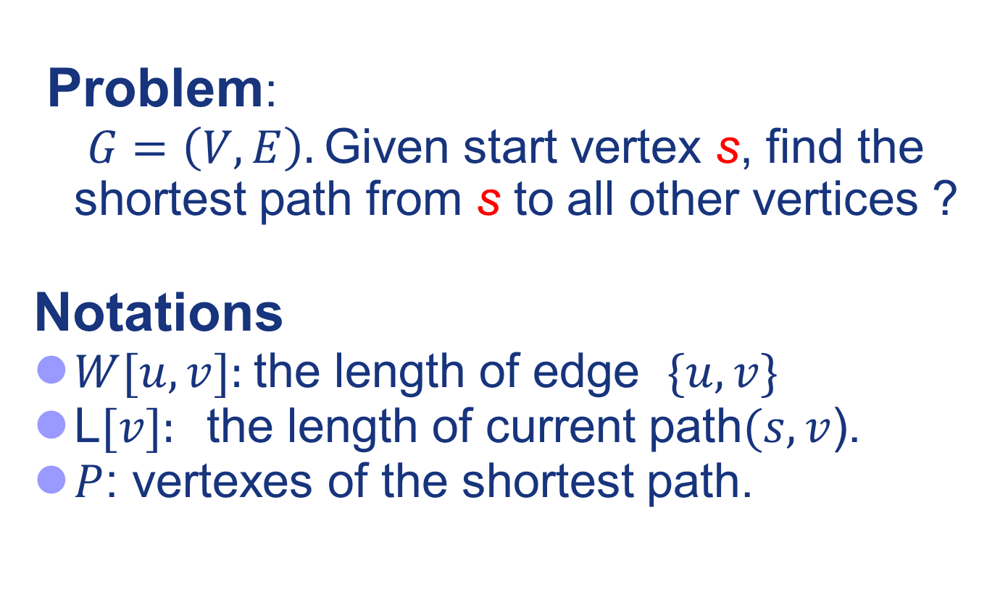 Problem:
G = (V, E). Given start vertex s, find the
shortest path from s to all other vertices ?
Notations
● W[u, v]: the length of edge {u, v}
● L[v]: the length of current path(s, v).
● P: vertexes of the shortest path.